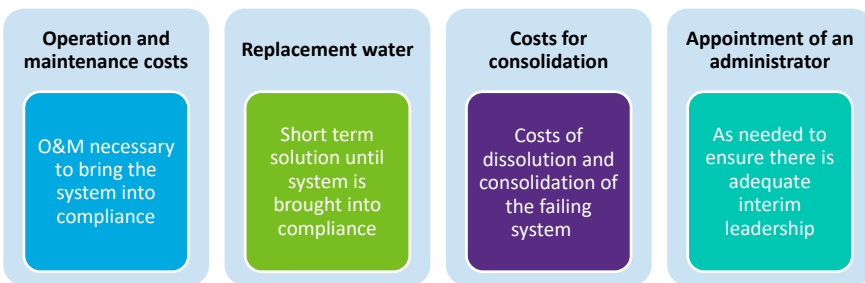 Operation and
maintenance costs
O&M necessary
to bring the
system into
compliance
Replacement water
Short term
solution until
system is
brought into
compliance
Costs for
consolidation
Costs of
dissolution and
consolidation of
the failing
system
Appointment of an
administrator
As needed to
ensure there is
adequate
interim
leadership